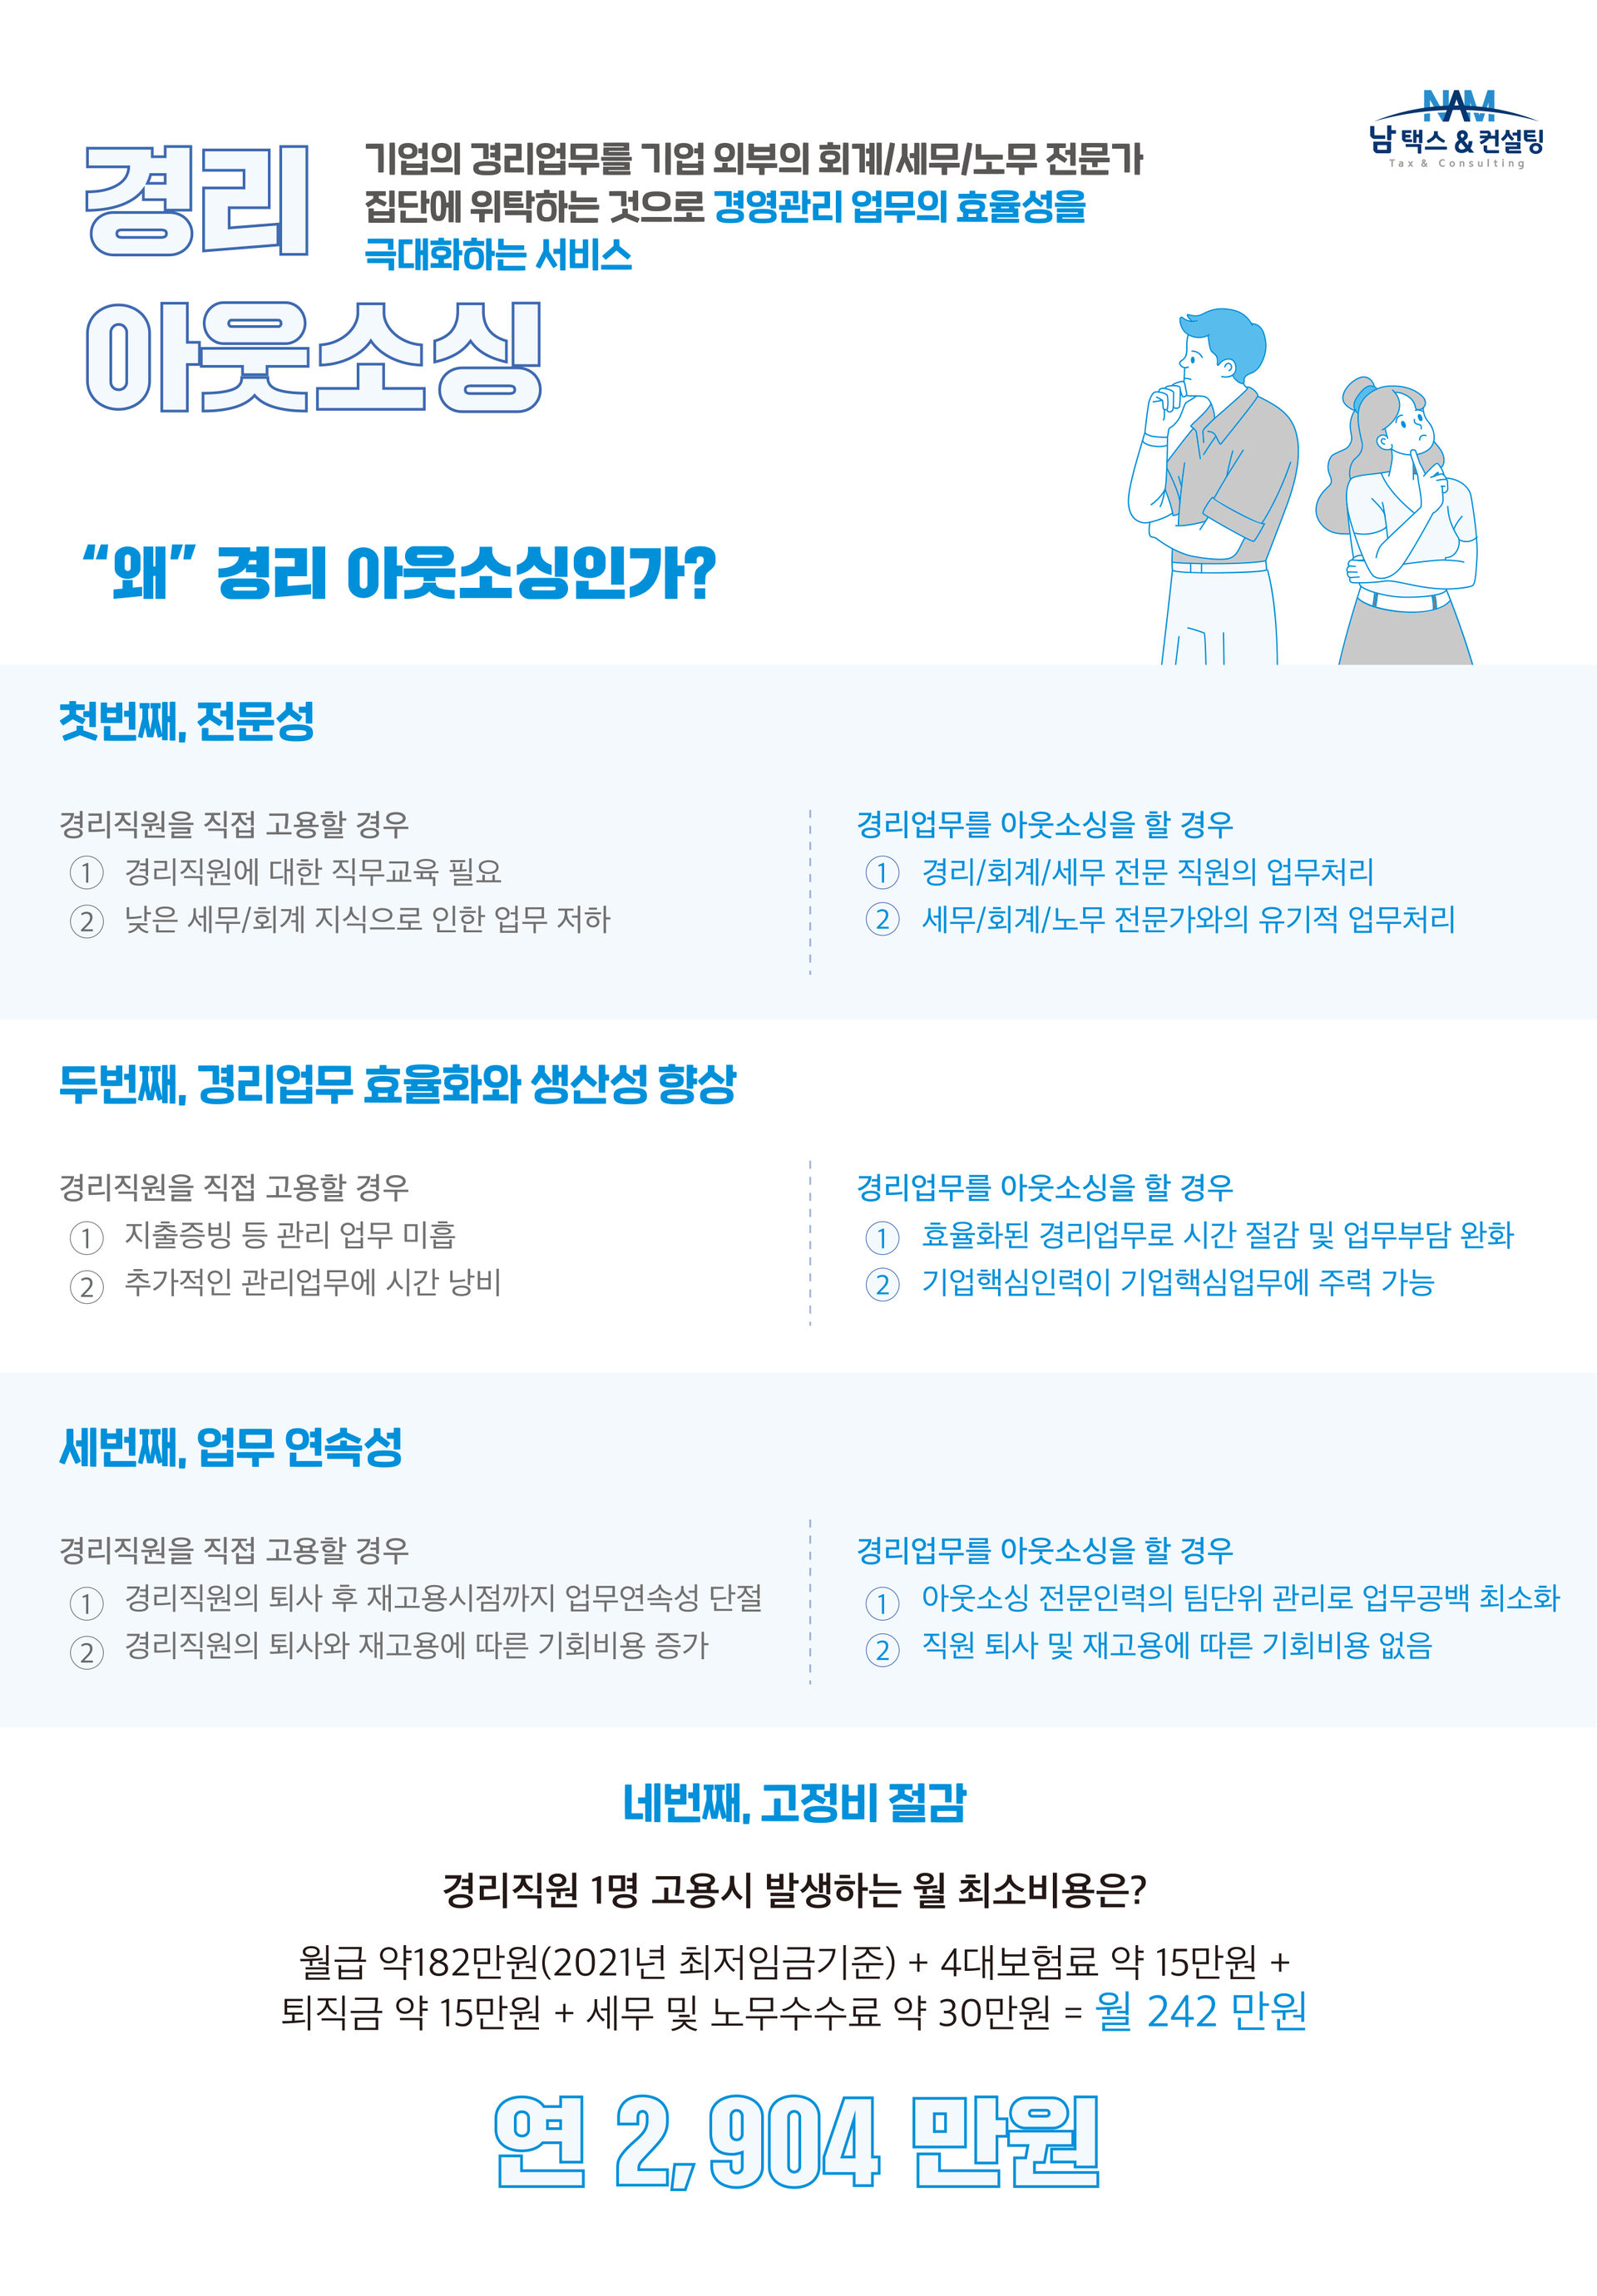 NAM
남 택스 & 컨설팅
Tax & Consulting
경리
아웃소싱
기업의 경리업무를 기업 외부의 회계/세무/노무 전문가
집단에 위탁하는 것으로 경영관리 업무의 효율성을
극대화하는 서비스
“왜” 경리 아웃소싱인가?
첫번째, 전문성
경리직원을 직접 고용할 경우
① 경리직원에 대한 직무교육 필요
② 낮은 세무/회계 지식으로 인한 업무 저하
경리업무를 아웃소싱을 할 경우
① 경리/회계/세무 전문 직원의 업무처리
② 세무/회계/노무 전문가와의 유기적 업무처리
두번째, 경리업무 효율화와 생산성 향상
경리직원을 직접 고용할 경우
① 지출증빙 등 관리 업무 미흡
② 추가적인 관리업무에 시간 낭비
경리업무를 아웃소싱을 할 경우
① 효율화된 경리업무로 시간 절감 및 업무부담 완화
② 기업핵심인력이 기업핵심업무에 주력 가능
세번째, 업무 연속성
경리직원을 직접 고용할 경우
① 경리직원의 퇴사 후 재고용시점까지 업무연속성 단절
② 경리직원의 퇴사와 재고용에 따른 기회비용 증가
경리업무를 아웃소싱을 할 경우
① 아웃소싱 전문인력의 팀단위 관리로 업무공백 최소화
② 직원 퇴사 및 재고용에 따른 기회비용 없음
네번째, 고정비 절감
경리직원 1명 고용시 발생하는 월 최소비용은?
월급 약182만원(2021년 최저임금기준) + 4대보험료 약 15만원 +
퇴직금 약 15만원 + 세무 및 노무수수료 약 30만원 = 월 242 만원
연 2,904 만원